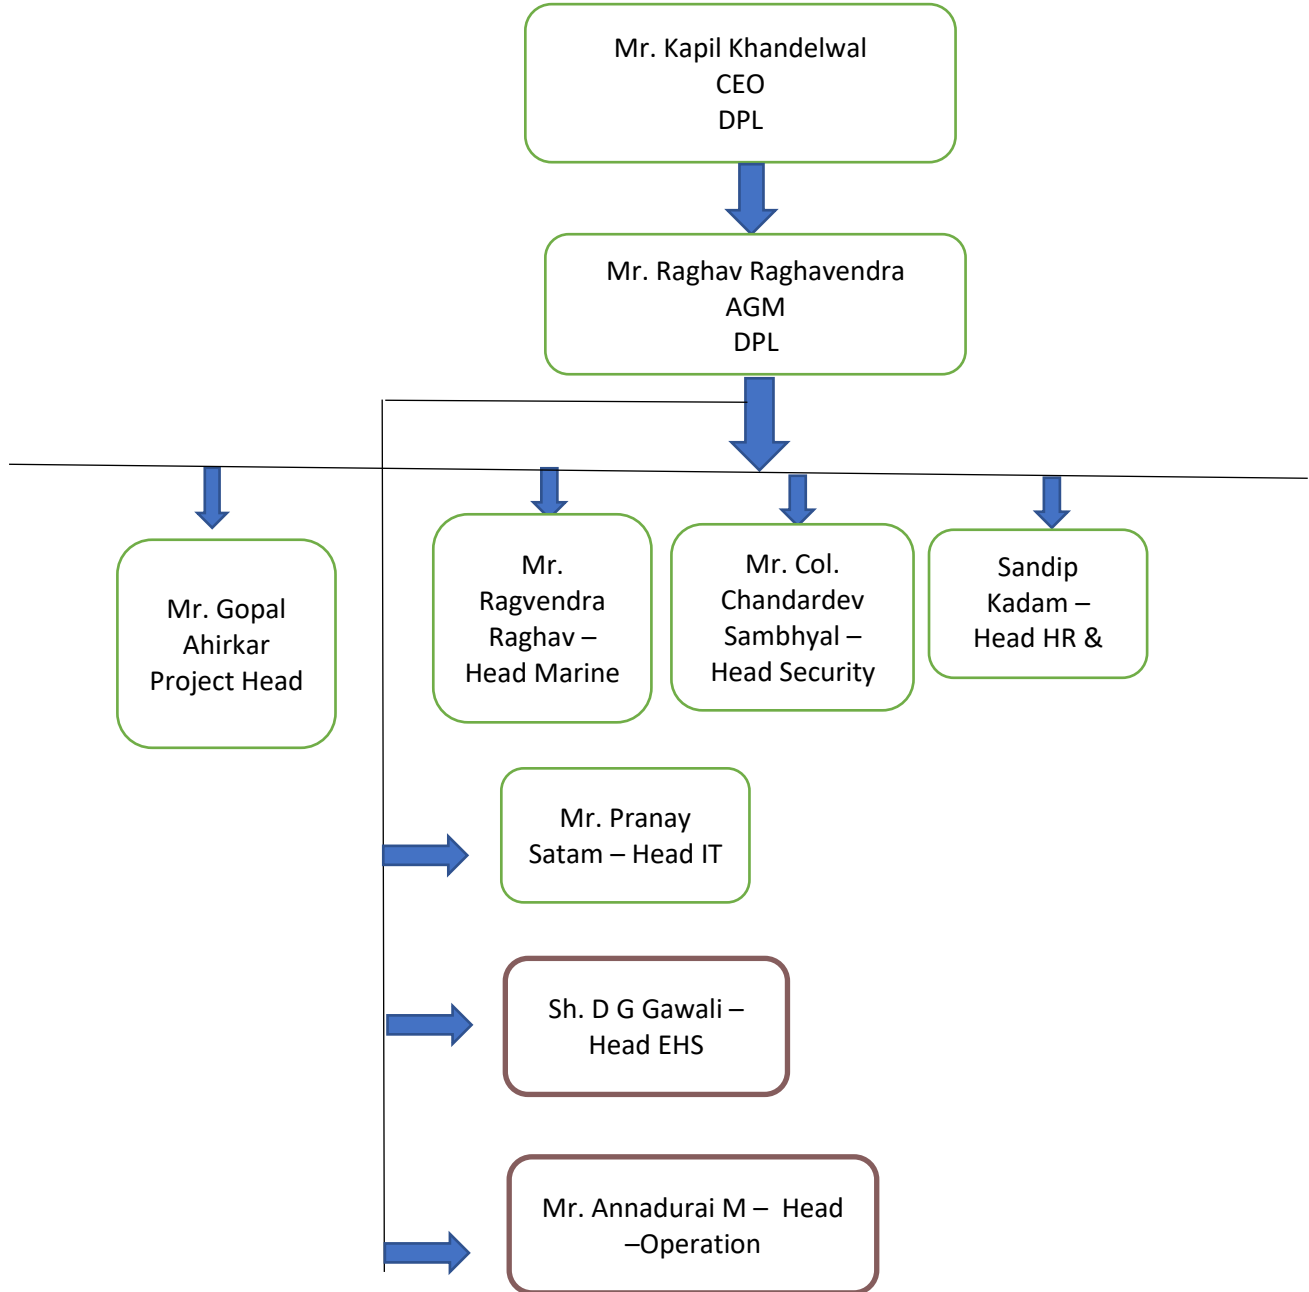 Mr. Kapil Khandelwal
CEO
DPL
Mr. Raghav Raghavendra
AGM
DPL
Mr. Gopal
Ahirkar
Project Head
Mr.
Ragvendra
Raghav –
Head Marine
Mr. Col.
Chandardev
Sambhyal –
Head Security
Sandip
Kadam –
Head HR &
Mr. Pranay
Satam – Head IT
Sh. D G Gawali –
Head EHS
Mr. Annadurai M –  Head
–Operation